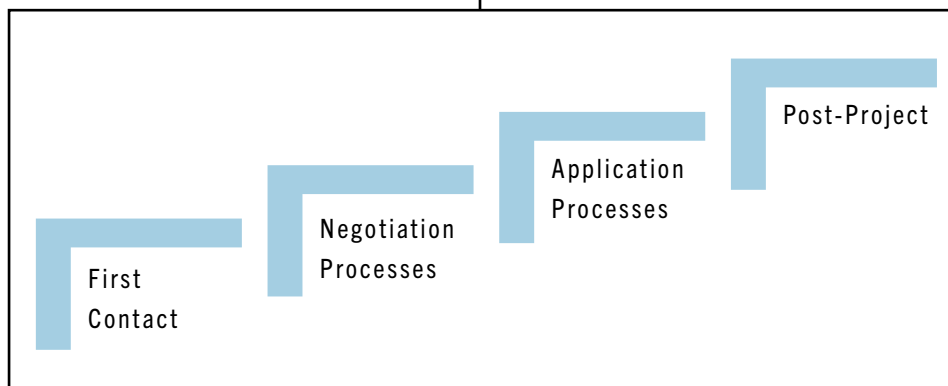 First
Contact
Negotiation
Processes
Application
Processes
Post-Project